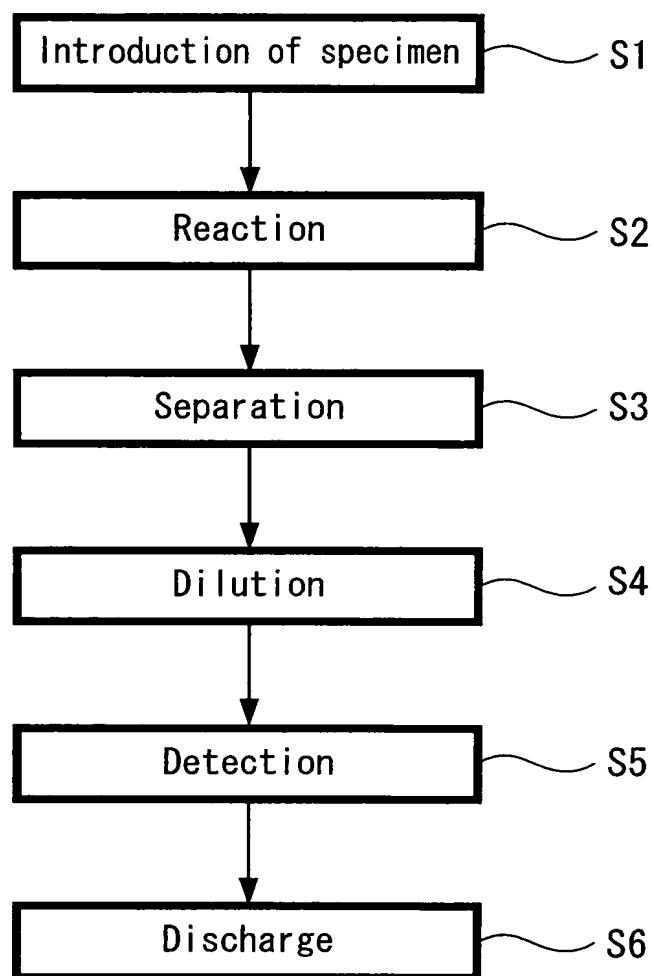 Introduction of specimen S1
Reaction S2
Separation S3
Dilution S4
Detection S5
Discharge S6